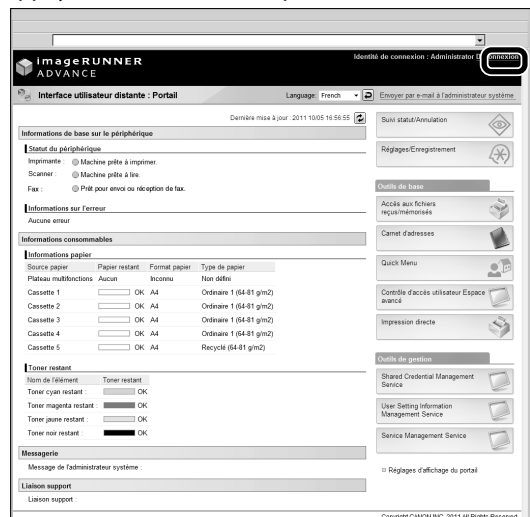 imageRUNNER
ADVANCE
Identité de connexion : Administrator D
onnexion
Interface utilisateur distante : Portail
Language: French
Envoyer par e-mail à l'administrateur système
Dernière mise à jour : 2011 10/05 16:56:55
Informations de base sur le périphérique
Statut du périphérique
Imprimante : Machine prête à imprimer.
Scanner : Machine prête à lire.
Fax : Prêt pour envoi ou réception de fax.
Informations sur l'erreur
Aucune erreur
Informations consommables
Informations papier
Source papier Papier restant Format papier Type de papier
Plateau multifonctions Aucun Inconnu Non défini
Cassette 1 OK A4 Ordinaire 1 (64-81 g/m2)
Cassette 2 OK A4 Ordinaire 1 (64-81 g/m2)
Cassette 3 OK A4 Ordinaire 1 (64-81 g/m2)
Cassette 4 OK A4 Ordinaire 1 (64-81 g/m2)
Cassette 5 OK A4 Recyclé (64-81 g/m2)
Toner restant
Nom de l'élément Toner restant
Toner cyan restant : OK
Toner magenta restant : OK
Toner jaune restant : OK
Toner noir restant : OK
Messagerie
Message de l'administrateur système :
Liaison support
Liaison support :
Suivi statut/Annulation
Réglages/Enregistrement
Outils de base
Accès aux fichiers
reçus/mémorisés
Carnet d'adresses
Quick Menu
Contrôle d'accès utilisateur Espace
avancé
Impression directe
Outils de gestion
Shared Credential Management
Service
User Setting Information
Management Service
Service Management Service
Réglages d'affichage du portail
Copyright CANON INC. 2011 All Rights Reserved